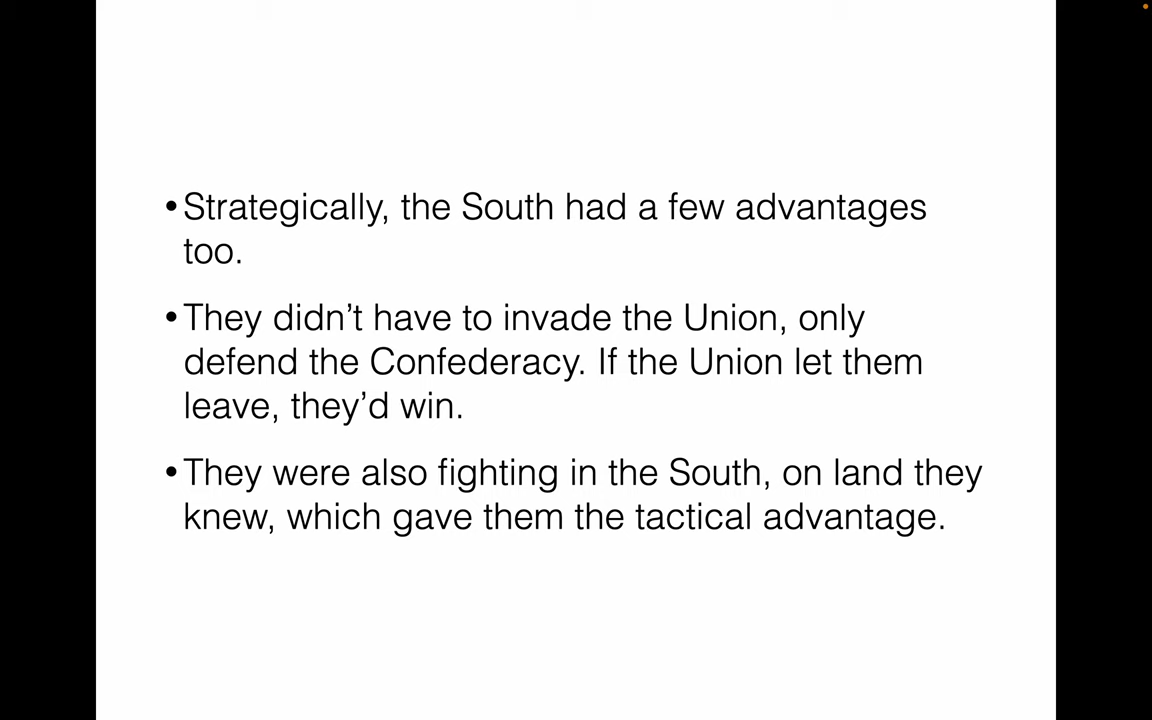 •Strategically, the South had a few advantages
too.
•They didn’t have to invade the Union, only
defend the Confederacy. If the Union let them
leave, they’d win.
•They were also fighting in the South, on land they
knew, which gave them the tactical advantage.